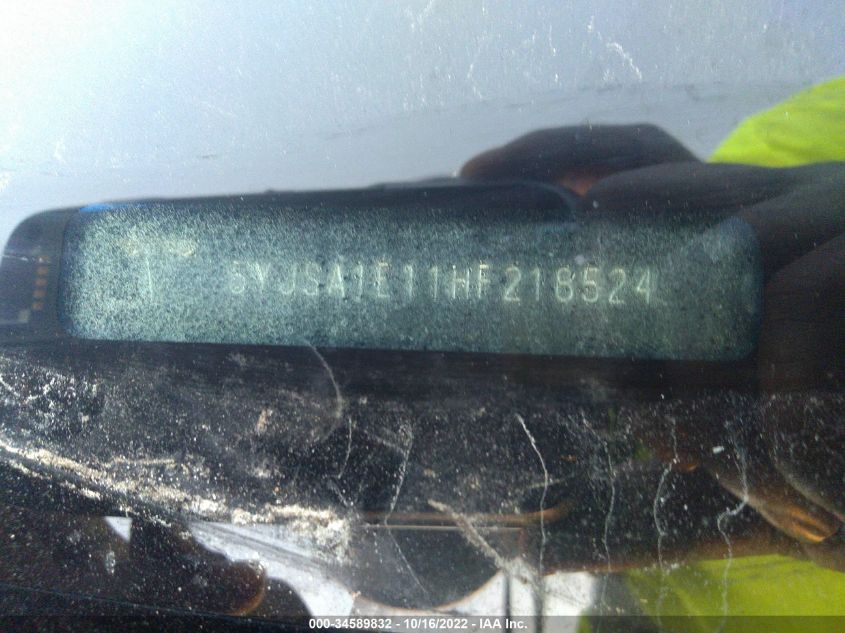 5YJSA1E11HF218524
000-34589832 - 10/16/2022 - IAA Inc.